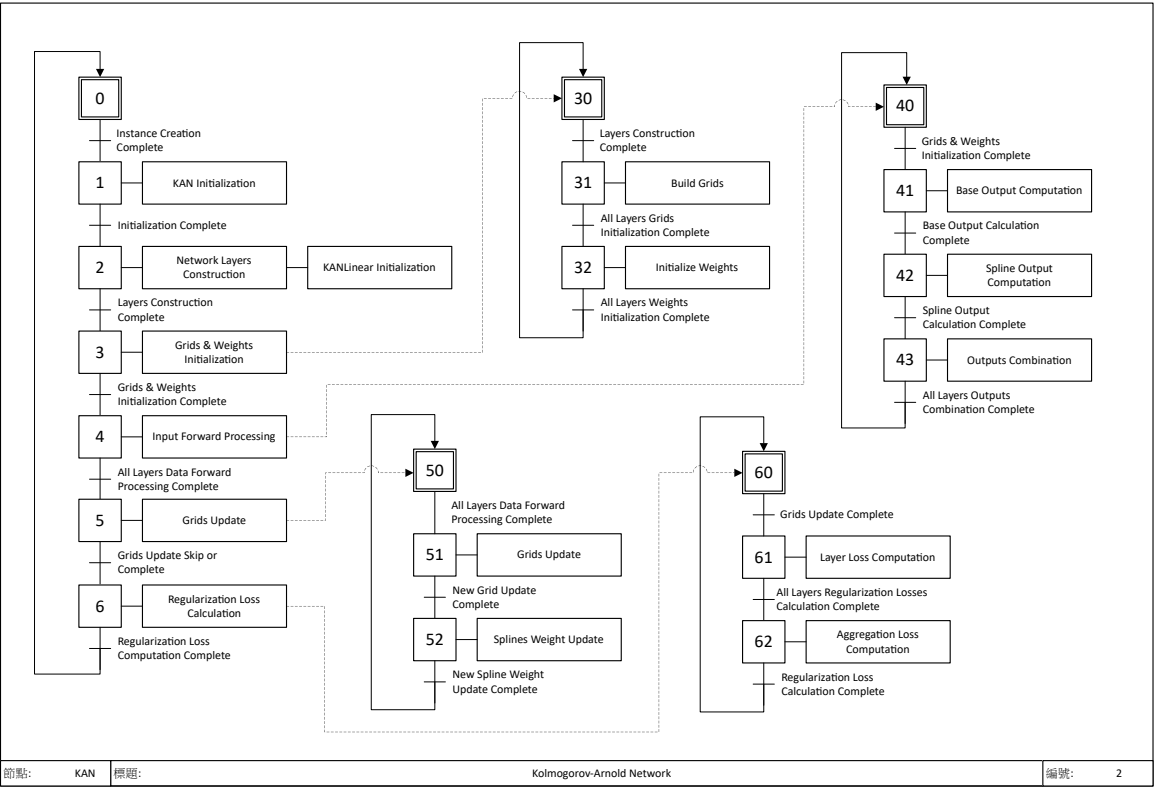 0
Instance Creation
Complete
1
KAN Initialization
Initialization Complete
2
Network Layers
Construction
KANLinear Initialization
Layers Construction
Complete
3
Grids & Weights
Initialization
Grids & Weights
Initialization Complete
4
Input Forward Processing
All Layers Data Forward
Processing Complete
5
Grids Update
Grids Update Skip or
Complete
6
Regularization Loss
Calculation
Regularization Loss
Computation Complete
30
Layers Construction
Complete
31
Build Grids
All Layers Grids
Initialization Complete
32
Initialize Weights
All Layers Weights
Initialization Complete
40
Grids & Weights
Initialization Complete
41
Base Output Computation
Base Output Calculation
Complete
42
Spline Output
Computation
Spline Output
Calculation Complete
43
Outputs Combination
All Layers Outputs
Combination Complete
50
All Layers Data Forward
Processing Complete
51
Grids Update
New Grid Update
Complete
52
Splines Weight Update
New Spline Weight
Update Complete
60
Grids Update Complete
61
Layer Loss Computation
All Layers Regularization Losses
Calculation Complete
62
Aggregation Loss
Computation
Regularization Loss
Calculation Complete
節點: KAN 標題: Kolmogorov-Arnold Network 編號: 2